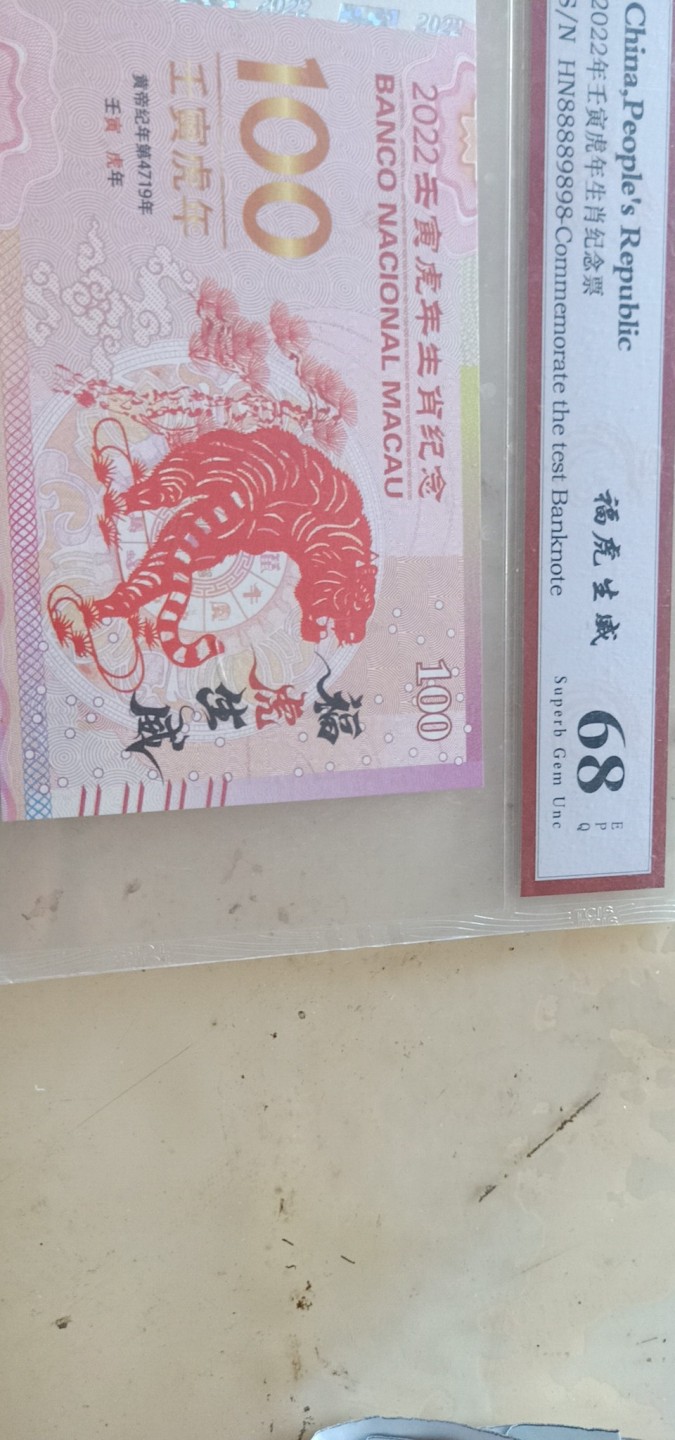 China,People's Republic
2022年壬寅虎年生肖纪念票
S/N HN88889898-Commemorate the test Banknote
福虎生威
68
EPQ
Superb Gem Unc
2022
2022
2022壬寅虎年生肖纪念
BANCO NACIONAL MACAU
100
壬寅虎年
黄帝纪年第4719年
壬寅 虎年
100
福虎生威